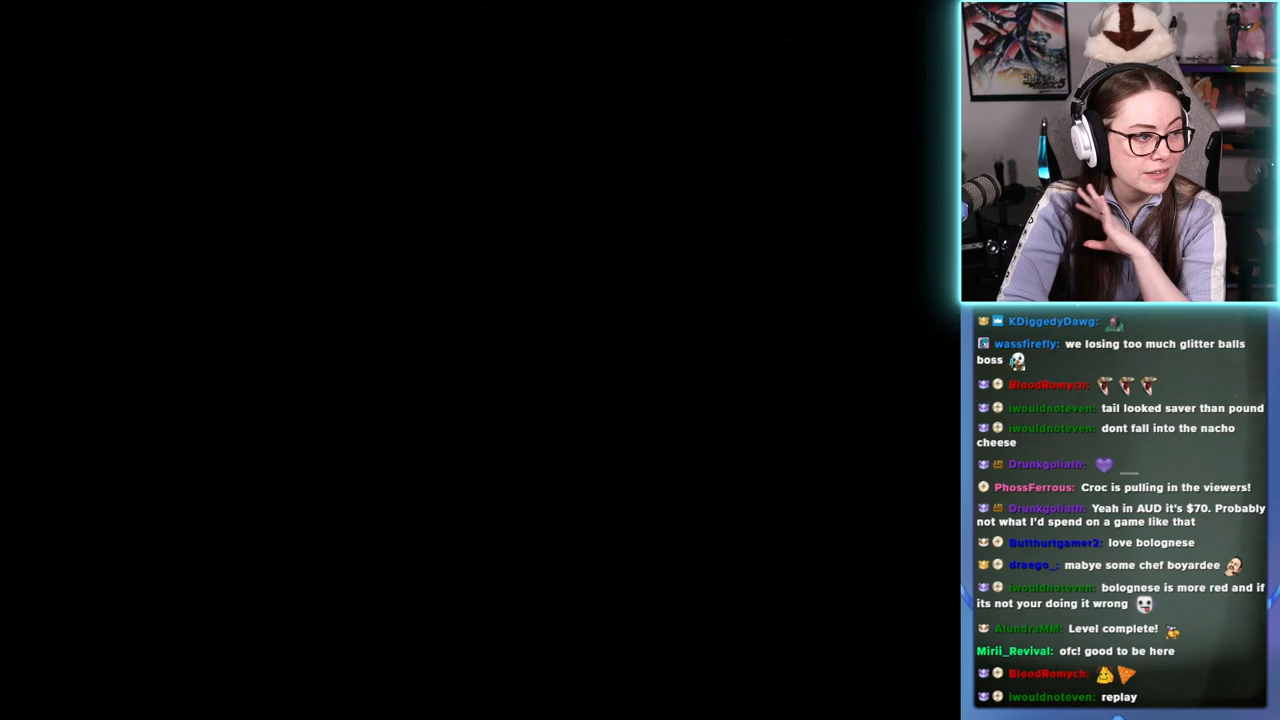 KDiggedyDawg:
wassfirefly: we losing too much glitter balls
boss
BloodRomych:
iwouldnoteven: tail looked saver than pound
iwouldnoteven: dont fall into the nacho
cheese
Drunkgoliath:
PhossFerrous: Croc is pulling in the viewers!
Drunkgoliath: Yeah in AUD it's $70. Probably
not what I'd spend on a game like that
Butthurtgamer2: love bolognese
draego_: mabye some chef boyardee
iwouldnoteven: bolognese is more red and if
its not your doing it wrong
AlundraMM: Level complete!
Mirii_Revival: ofc! good to be here
BloodRomych:
iwouldnoteven: replay